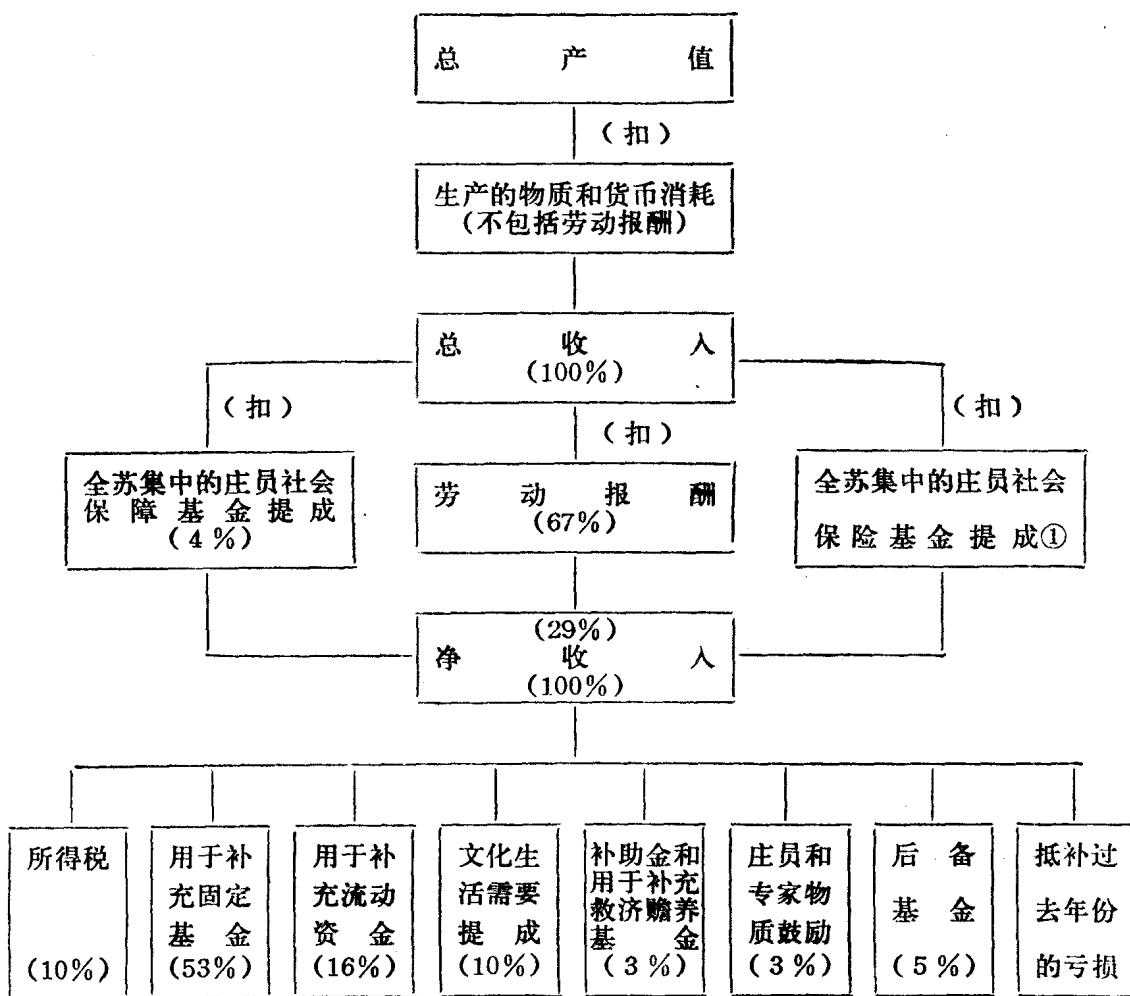 总产值
(扣)
生产的物质和货币消耗
(不包括劳动报酬)
总收入
(100%)
(扣)
(扣)
(扣)
全苏集中的庄员社会
保障基金提成
(4%)
劳动报酬
(67%)
全苏集中的庄员社会
保险基金提成①
(29%)
净收入
(100%)
所得税
(10%)
用于补
充固定
基金
(53%)
用于补
充流动
资金
(16%)
文化生
活需要
提成
(10%)
补助金和
用于补充
救济赡养
基金
(3%)
庄员和
专家物
质鼓励
(3%)
后备
基金
(5%)
抵补过
去年份
的亏损